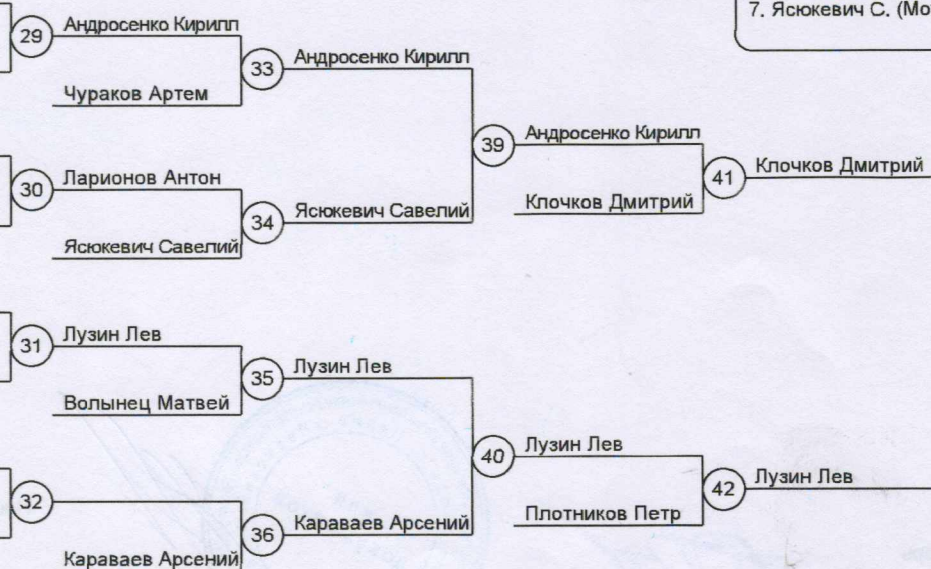 7. Ясюкевич С. (Мо
29 Андросенко Кирилл
Чураков Артем
33 Андросенко Кирилл
30 Ларионов Антон
Ясюкевич Савелий
34 Ясюкевич Савелий
39 Андросенко Кирилл
Клочков Дмитрий
41 Клочков Дмитрий
31 Лузин Лев
Волынец Матвей
35 Лузин Лев
32
Караваев Арсений
36 Караваев Арсений
40 Лузин Лев
Плотников Петр
42 Лузин Лев